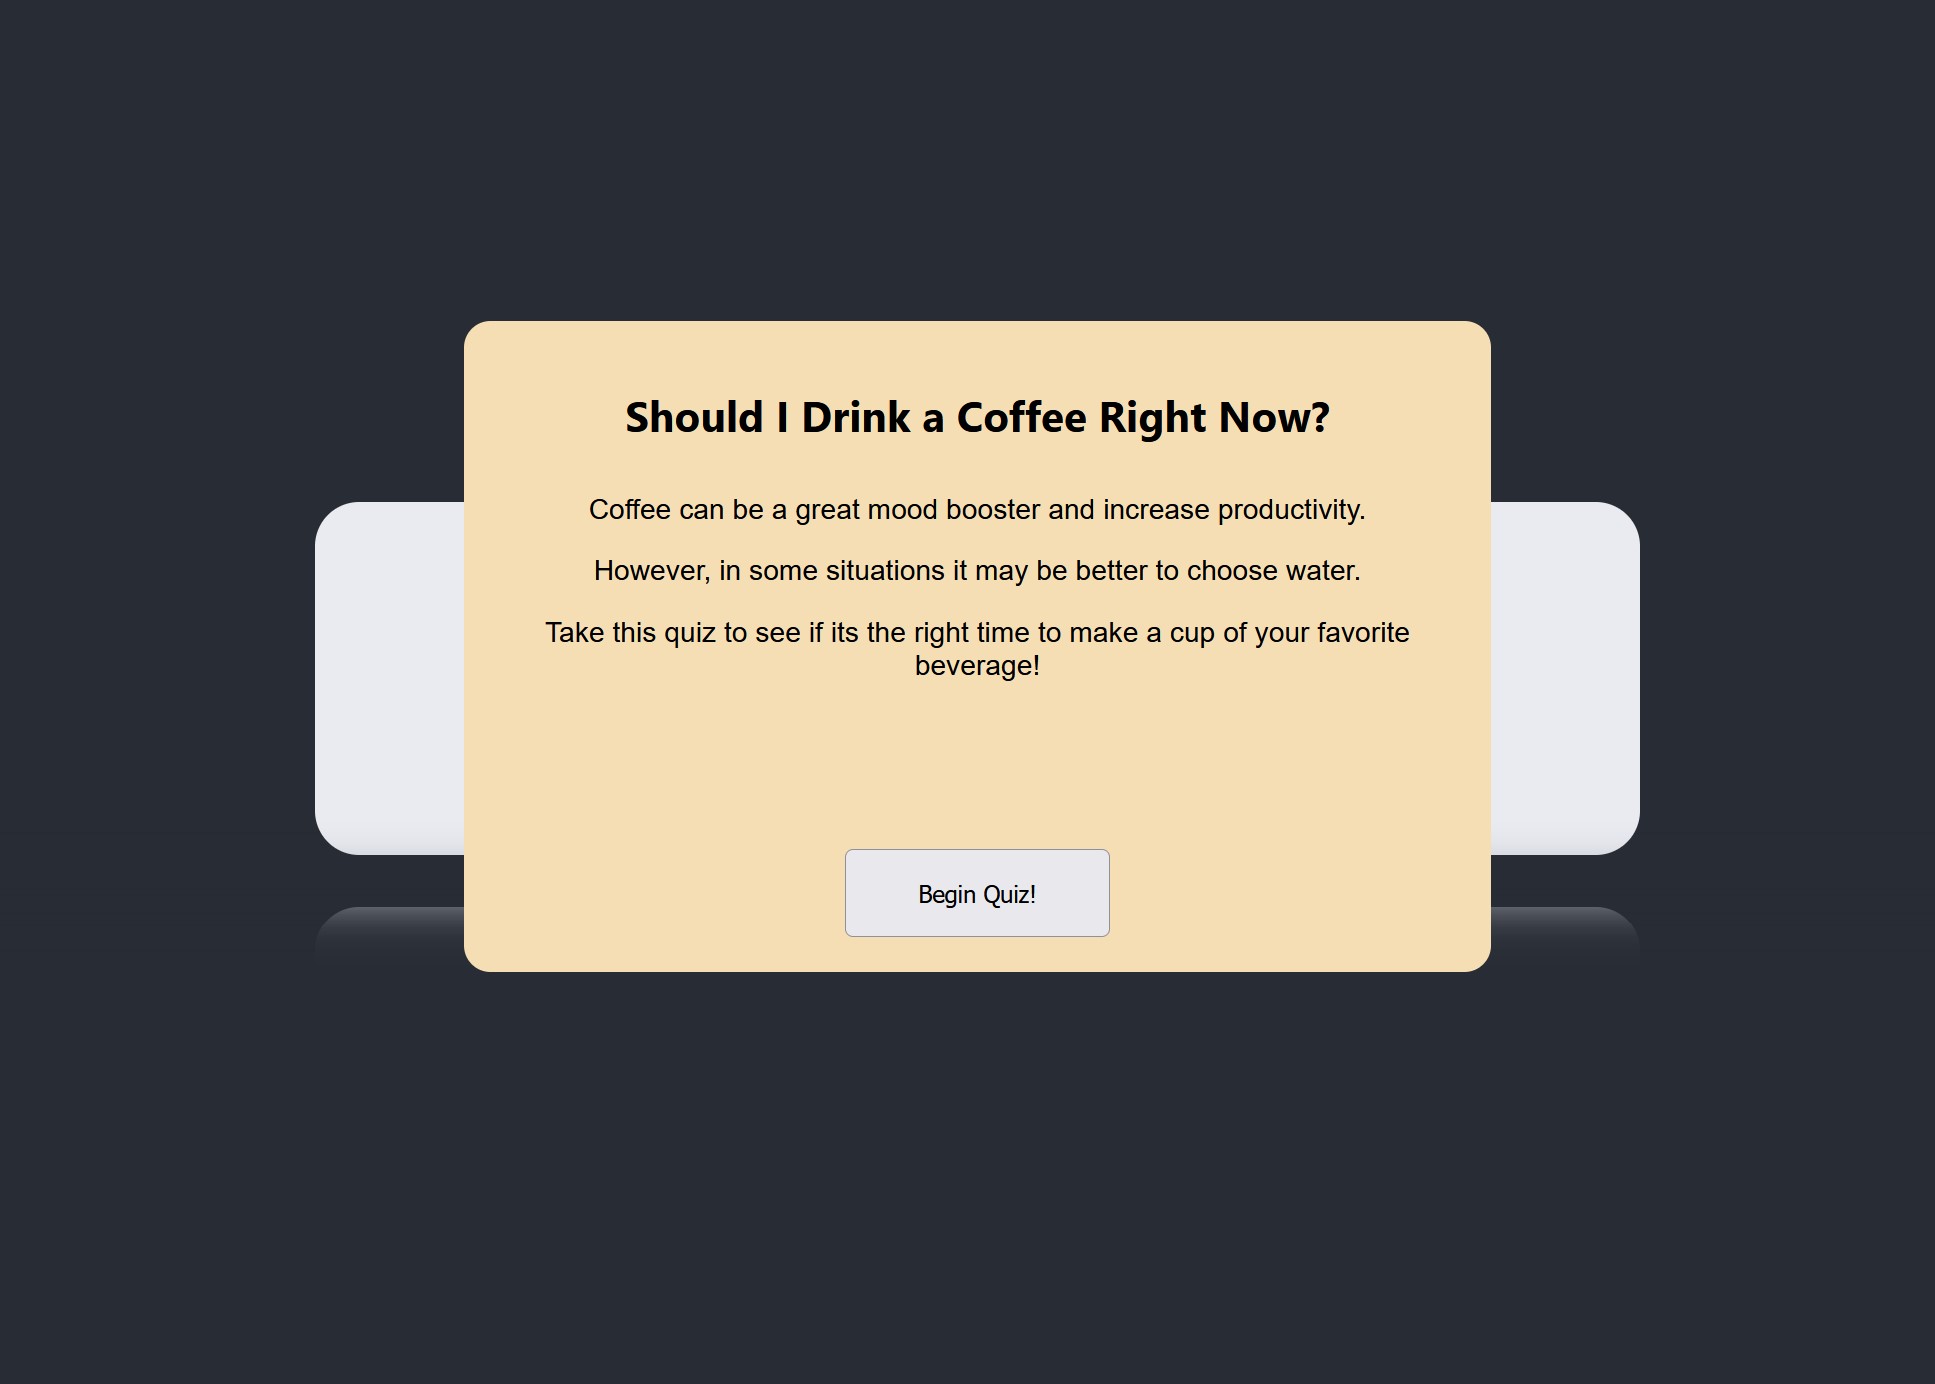 Should I Drink a Coffee Right Now?
Coffee can be a great mood booster and increase productivity.
However, in some situations it may be better to choose water.
Take this quiz to see if its the right time to make a cup of your favorite
beverage!
Begin Quiz!